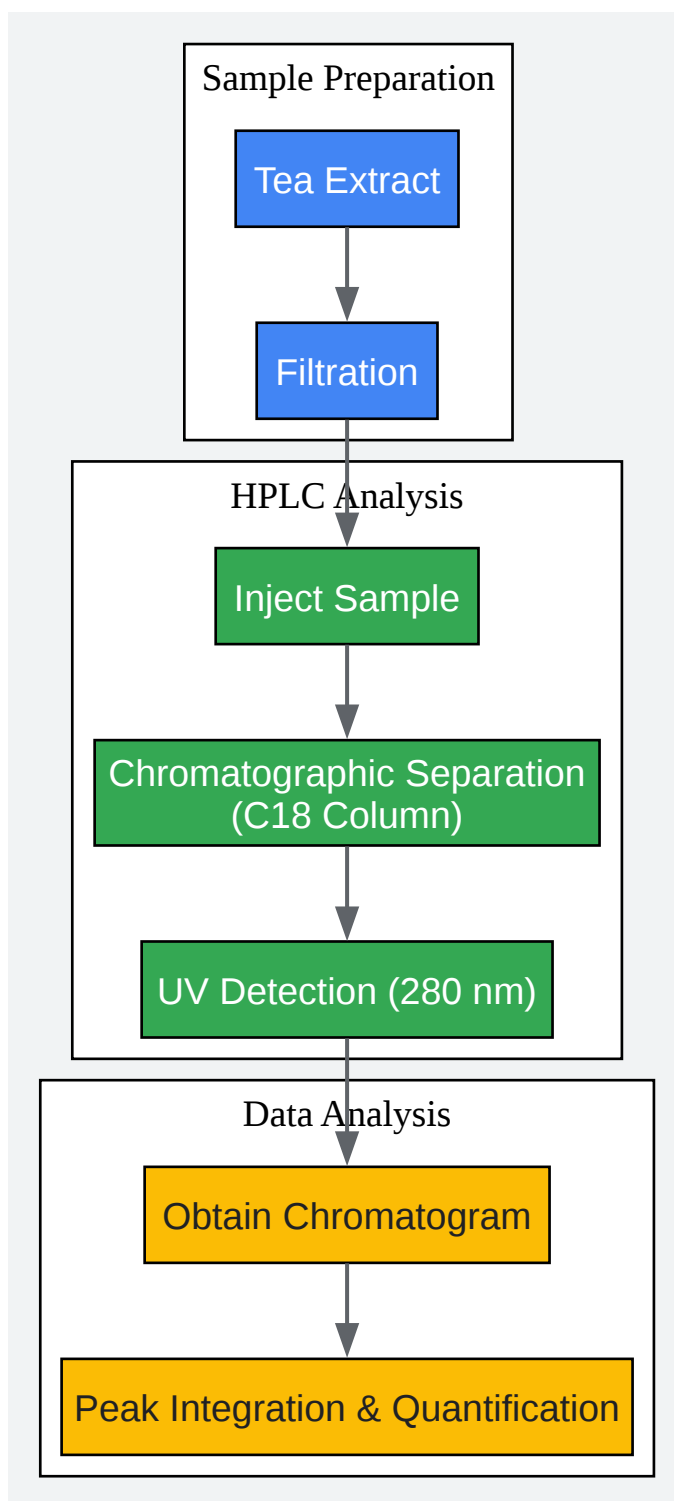 Sample Preparation
Tea Extract
Filtration
HPLC Analysis
Inject Sample
Chromatographic Separation
(C18 Column)
UV Detection (280 nm)
Data Analysis
Obtain Chromatogram
Peak Integration & Quantification